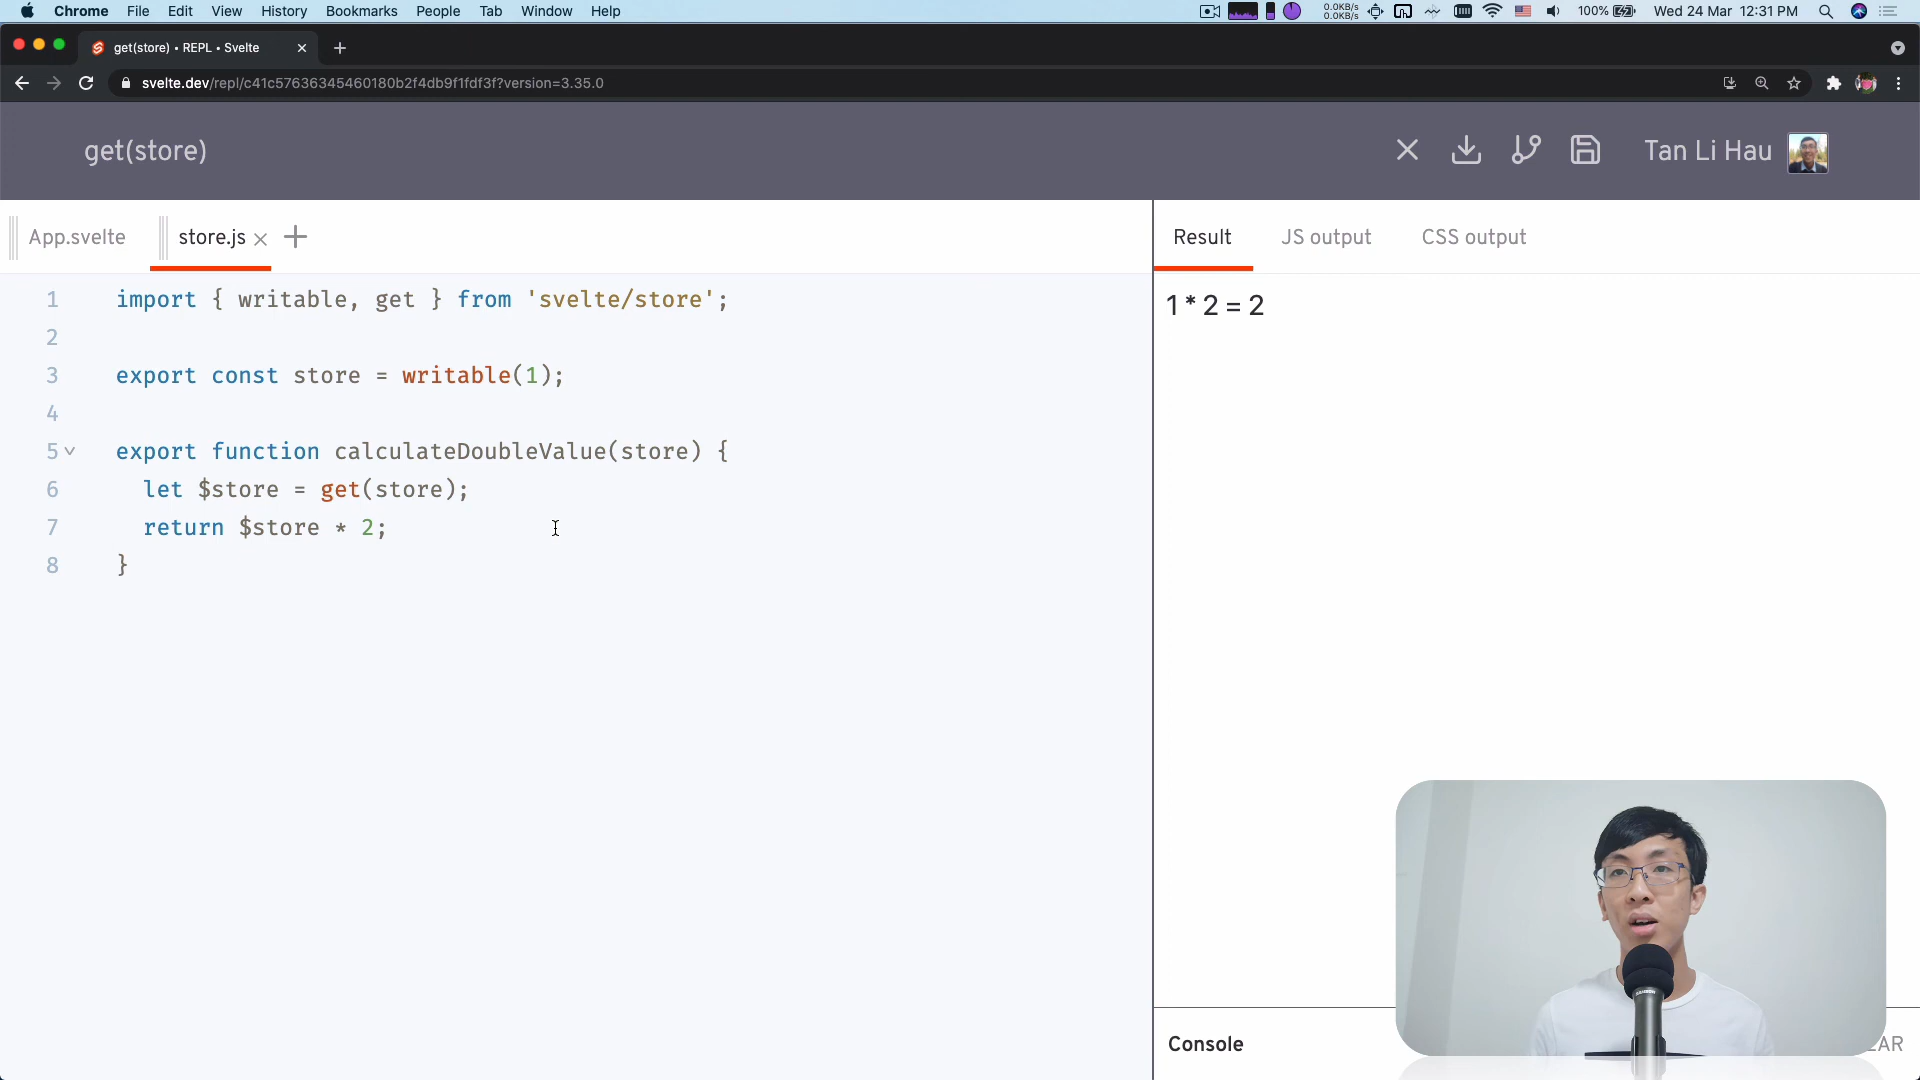 Chrome File Edit View History Bookmarks People Tab Window Help
0.0KB/s
0.0KB/s
100%
Wed 24 Mar 12:31 PM
get(store) • REPL • Svelte
svelte.dev/repl/c41c57636345460180b2f4db9f1fdf3f?version=3.35.0
get(store)
Tan Li Hau
App.svelte
store.js
Result
JS output
CSS output
1 import { writable, get } from 'svelte/store';
2
3 export const store = writable(1);
4
5 export function calculateDoubleValue(store) {
6 let $store = get(store);
7 return $store * 2;
8 }
1 * 2 = 2
Console